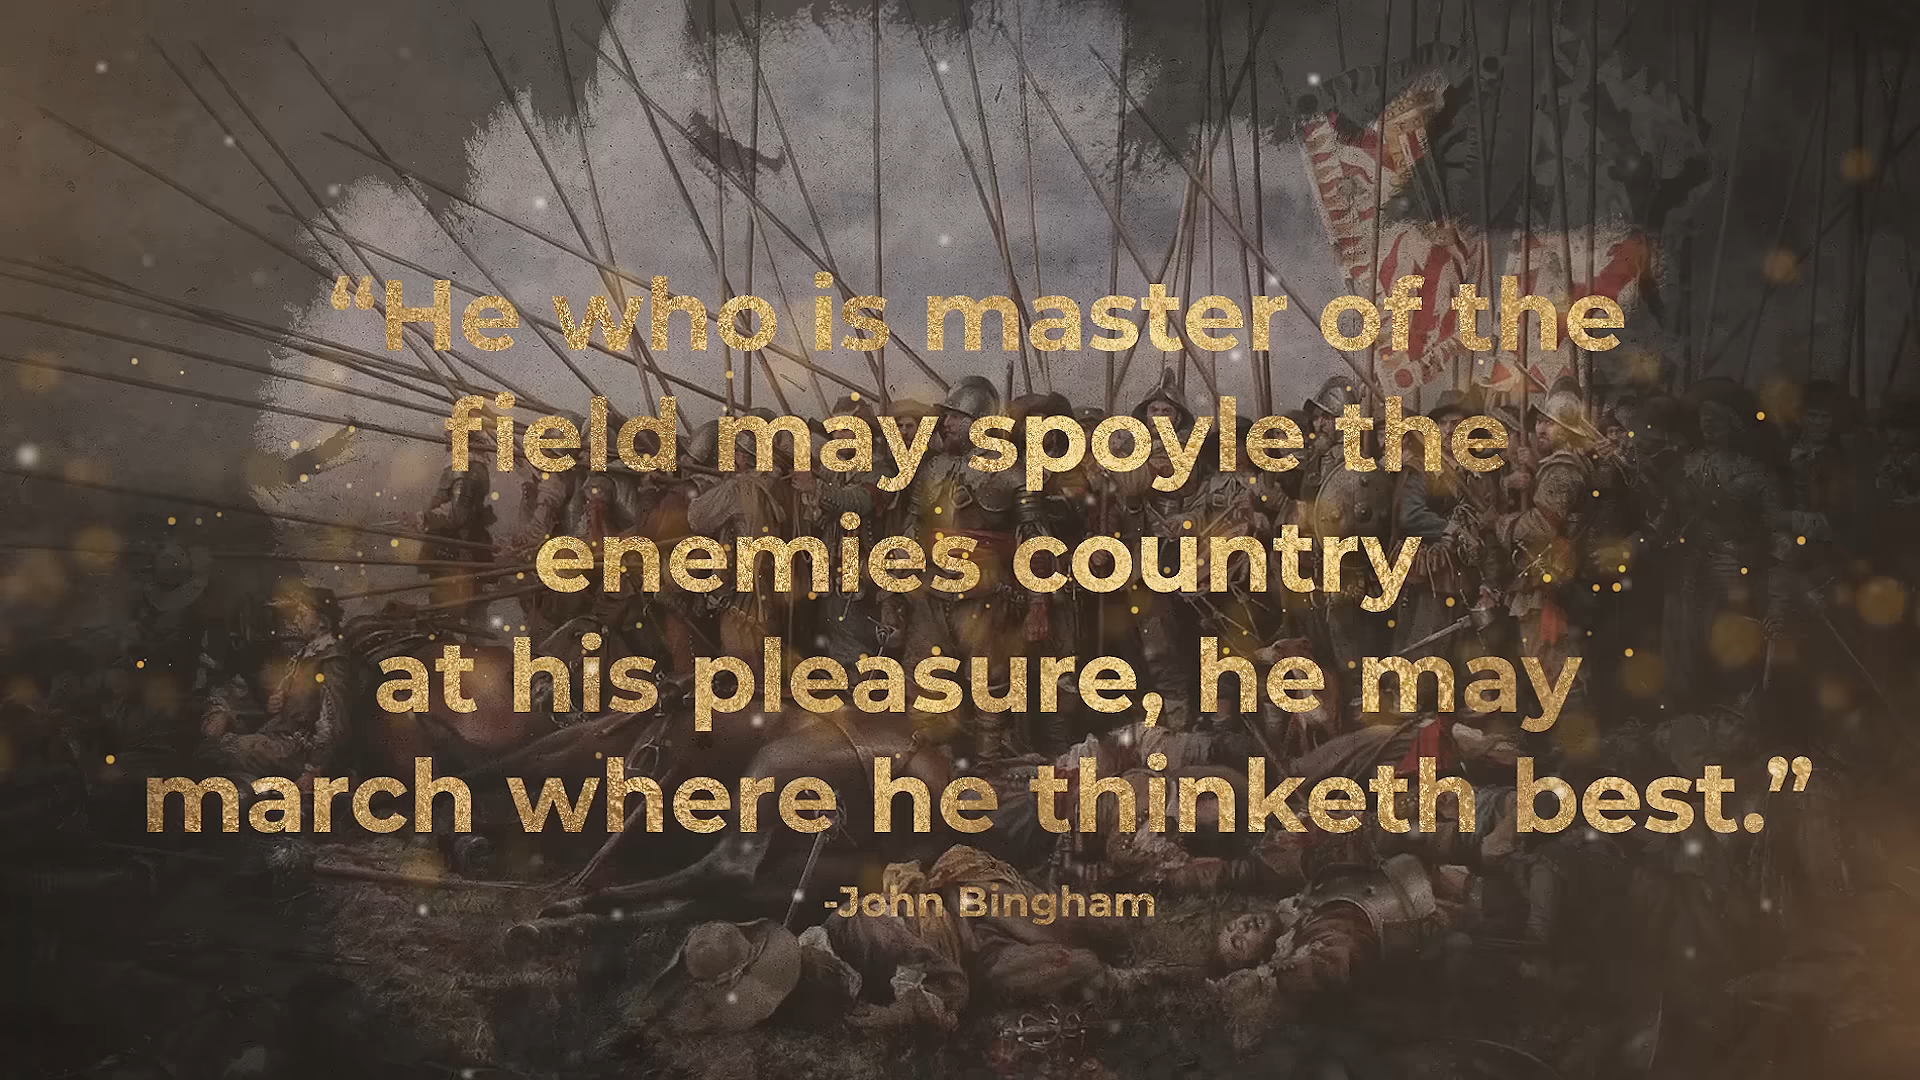 “He who is master of the
field may spoyle the
enemies country
at his pleasure, he may
march where he thinketh best.”
-John Bingham